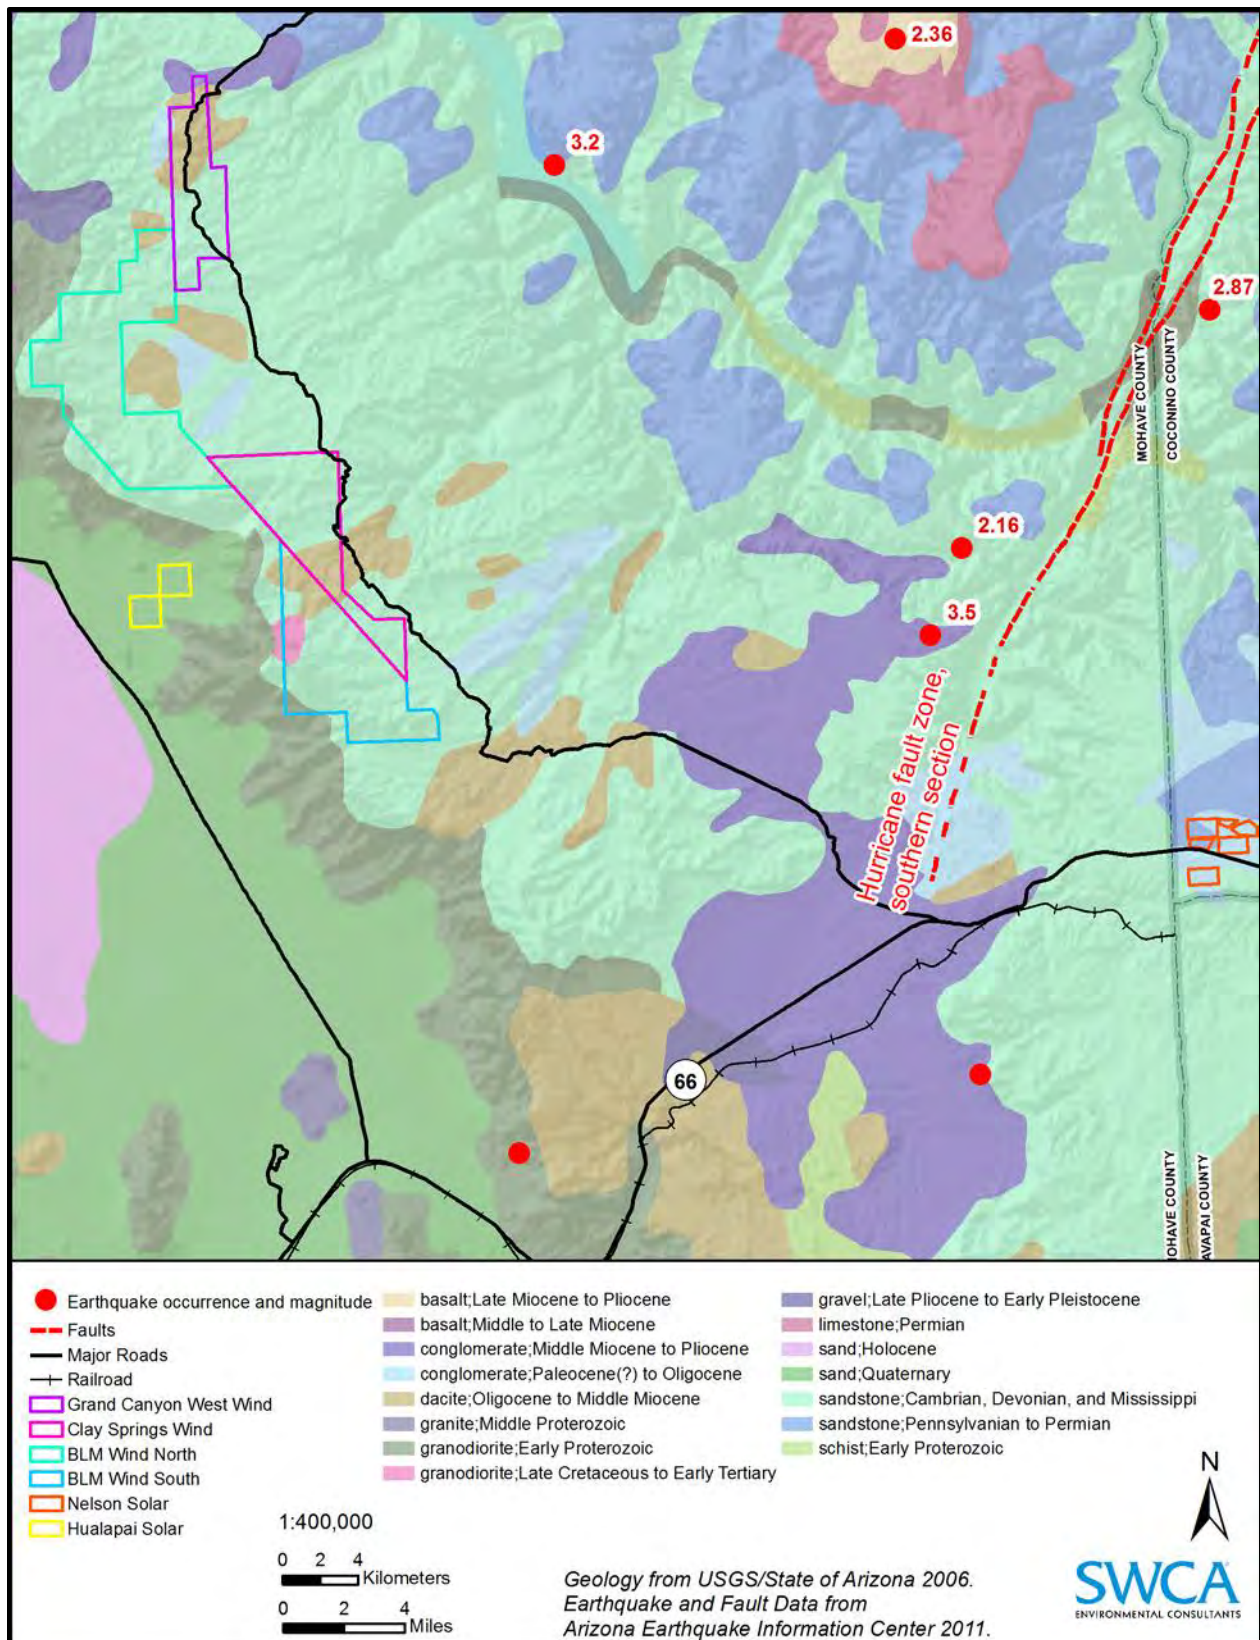 2.36
3.2
2.87
MOHAVE COUNTY
COCONINO COUNTY
2.16
3.5
Hurricane fault zone,
southern section
66
OHAVE COUNTY
AVAPAI COUNTY
Earthquake occurrence and magnitude
Faults
Major Roads
Railroad
Grand Canyon West Wind
Clay Springs Wind
BLM Wind North
BLM Wind South
Nelson Solar
Hualapai Solar
basalt;Late Miocene to Pliocene
basalt;Middle to Late Miocene
conglomerate;Middle Miocene to Pliocene
conglomerate;Paleocene(?) to Oligocene
dacite;Oligocene to Middle Miocene
granite;Middle Proterozoic
granodiorite;Early Proterozoic
granodiorite;Late Cretaceous to Early Tertiary
gravel;Late Pliocene to Early Pleistocene
limestone;Permian
sand;Holocene
sand;Quaternary
sandstone;Cambrian, Devonian, and Mississippi
sandstone;Pennsylvanian to Permian
schist;Early Proterozoic
1:400,000
0 2 4
Kilometers
0 2 4
Miles
Geology from USGS/State of Arizona 2006.
Earthquake and Fault Data from
Arizona Earthquake Information Center 2011.
N
SWCA
ENVIRONMENTAL CONSULTANTS